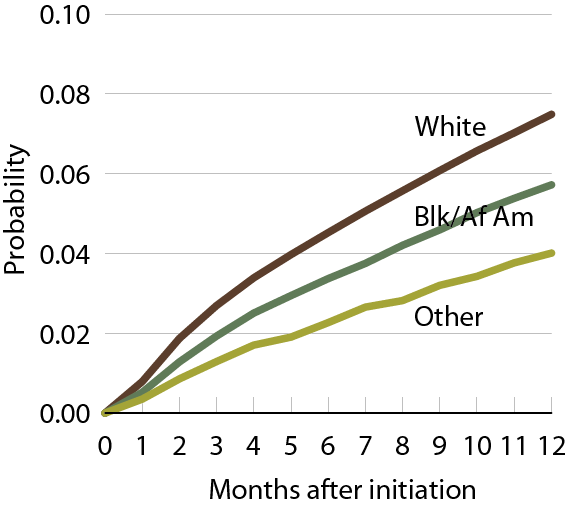 0.10
0.08
White
0.06
Blk/Af Am
Probability
0.04
Other
0.02
0.00
0 1 2 3 4 5 6 7 8 9 10 11 12
Months after initiation